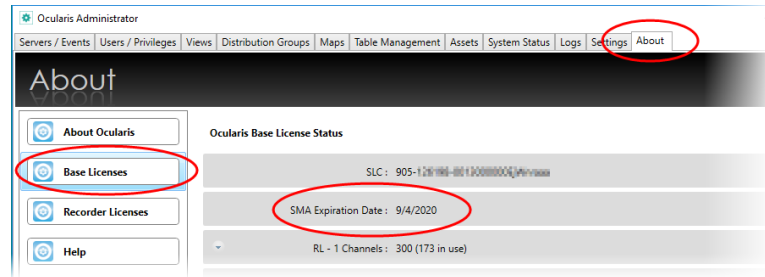 Ocularis Administrator
Servers / Events Users / Privileges Views Distribution Groups Maps Table Management Assets System Status Logs Settings About
About
About Ocularis
Ocularis Base License Status
Base Licenses
SLC : 905-
Recorder Licenses
SMA Expiration Date : 9/4/2020
Help
RL - 1 Channels : 300 (173 in use)